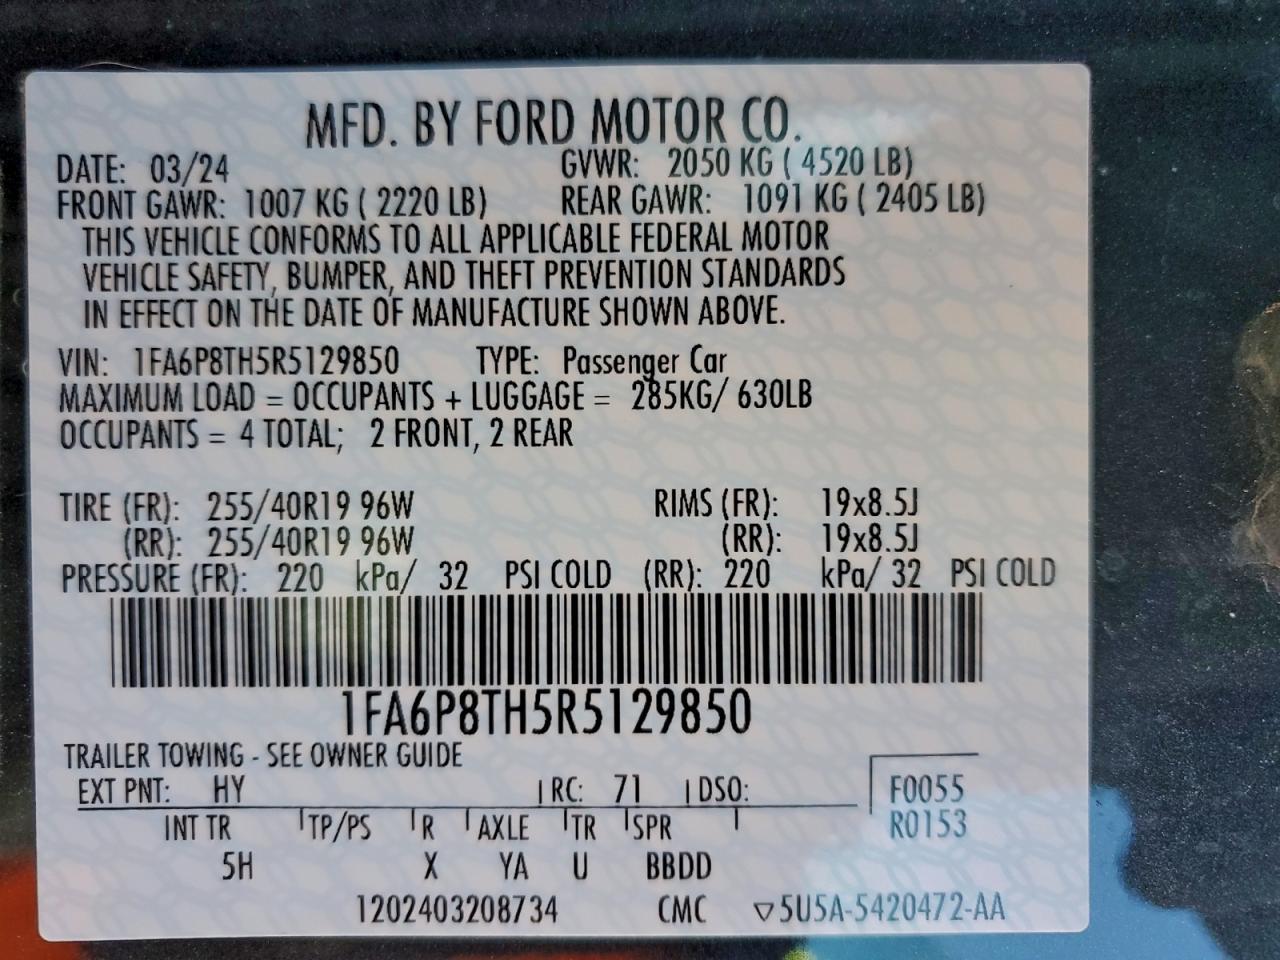 MFD. BY FORD MOTOR CO.
DATE: 03/24 GVWR: 2050 KG ( 4520 LB)
FRONT GAWR: 1007 KG ( 2220 LB) REAR GAWR: 1091 KG ( 2405 LB)
THIS VEHICLE CONFORMS TO ALL APPLICABLE FEDERAL MOTOR
VEHICLE SAFETY, BUMPER, AND THEFT PREVENTION STANDARDS
IN EFFECT ON THE DATE OF MANUFACTURE SHOWN ABOVE.
VIN: 1FA6P8TH5R5129850 TYPE: Passenger Car
MAXIMUM LOAD = OCCUPANTS + LUGGAGE = 285KG/ 630LB
OCCUPANTS = 4 TOTAL; 2 FRONT, 2 REAR
TIRE (FR): 255/40R19 96W RIMS (FR): 19x8.5J
(RR): 255/40R19 96W (RR): 19x8.5J
PRESSURE (FR): 220 kPa/ 32 PSI COLD (RR): 220 kPa/ 32 PSI COLD
1FA6P8TH5R5129850
TRAILER TOWING - SEE OWNER GUIDE
EXT PNT: HY RC: 71 DSO: F0055
INT TR TP/PS R AXLE TR SPR R0153
5H X YA U BBDD
1202403208734 CMC ▽5U5A-5420472-AA